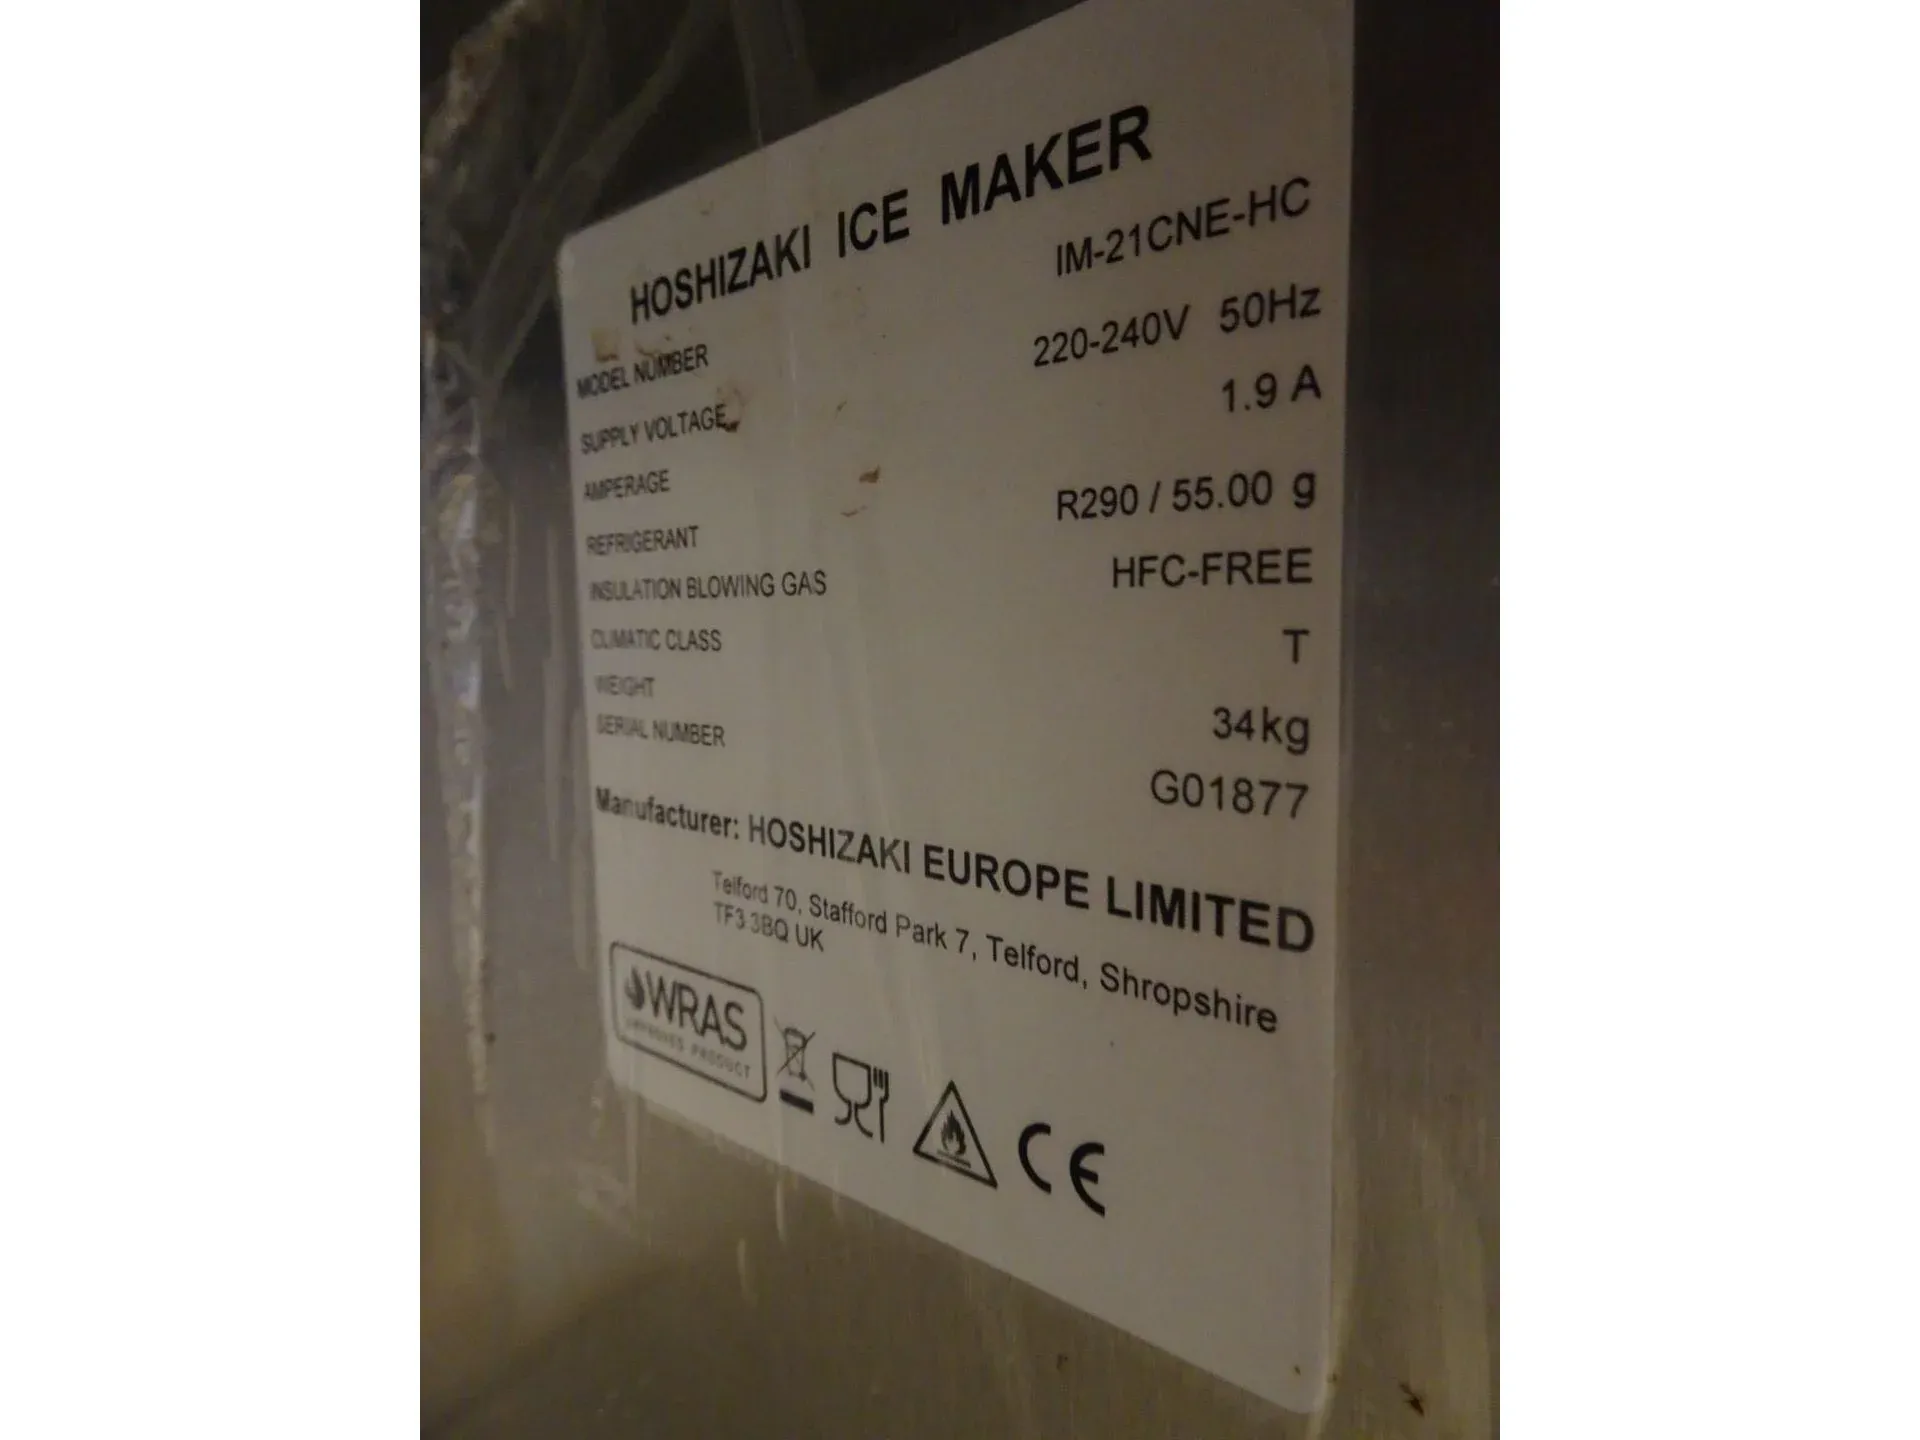 HOSHIZAKI ICE MAKER
MODEL NUMBER IM-21CNE-HC
SUPPLY VOLTAGE 220-240V 50Hz
AMPERAGE 1.9 A
REFRIGERANT R290 / 55.00 g
INSULATION BLOWING GAS HFC-FREE
CLIMATIC CLASS T
WEIGHT 34kg
SERIAL NUMBER G01877
Manufacturer: HOSHIZAKI EUROPE LIMITED
Telford 70, Stafford Park 7, Telford, Shropshire
TF3 3BQ UK
WRAS
APPROVED PRODUCT
CE